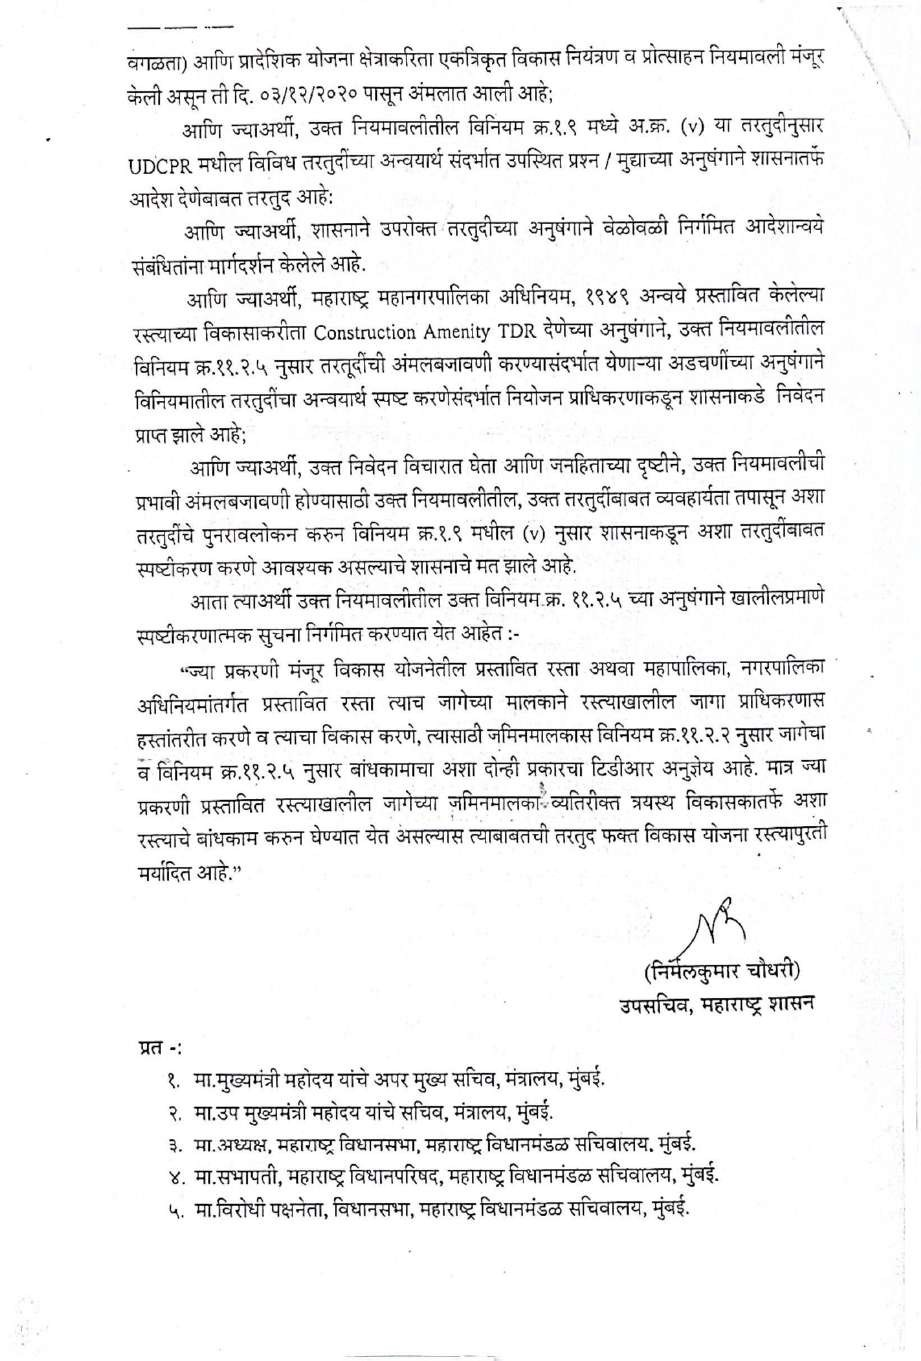 वगळता) आणि प्रादेशिक योजना क्षेत्राकरिता एकत्रिकृत विकास नियंत्रण व प्रोत्साहन नियमावली मंजूर
केली असून ती दि. ०३/१२/२०२० पासून अंमलात आली आहे;
आणि ज्याअर्थी, उक्त नियमावलीतील विनियम क्र.१.९ मध्ये अ.क्र. (v) या तरतुदीनुसार
UDCPR मधील विविध तरतुदींच्या अन्वयार्थ संदर्भात उपस्थित प्रश्न / मुद्याच्या अनुषंगाने शासनातर्फे
आदेश देणेबाबत तरतुद आहे:
आणि ज्याअर्थी, शासनाने उपरोक्त तरतुदीच्या अनुषंगाने वेळोवळी निर्गमित आदेशान्वये
संबंधितांना मार्गदर्शन केलेले आहे.
आणि ज्याअर्थी, महाराष्ट्र महानगरपालिका अधिनियम, १९४९ अन्वये प्रस्तावित केलेल्या
रस्त्याच्या विकासाकरीता Construction Amenity TDR देणेच्या अनुषंगाने, उक्त नियमावलीतील
विनियम क्र.११.२.५ नुसार तरतूदींची अंमलबजावणी करण्यासंदर्भात येणाऱ्या अडचणींच्या अनुषंगाने
विनियमातील तरतुदींचा अन्वयार्थ स्पष्ट करणेसंदर्भात नियोजन प्राधिकरणाकडून शासनाकडे निवेदन
प्राप्त झाले आहे;
आणि ज्याअर्थी, उक्त निवेदन विचारात घेता आणि जनहिताच्या दृष्टीने, उक्त नियमावलीची
प्रभावी अंमलबजावणी होण्यासाठी उक्त नियमावलीतील, उक्त तरतुदींबाबत व्यवहार्यता तपासून अशा
तरतुदींचे पुनरावलोकन करुन विनियम क्र.१.९ मधील (v) नुसार शासनाकडून अशा तरतुदींबाबत
स्पष्टीकरण करणे आवश्यक असल्याचे शासनाचे मत झाले आहे.
आता त्याअर्थी उक्त नियमावलीतील उक्त विनियम क्र. ११.२.५ च्या अनुषंगाने खालीलप्रमाणे
स्पष्टीकरणात्मक सुचना निर्गमित करण्यात येत आहेत :-
“ज्या प्रकरणी मंजूर विकास योजनेतील प्रस्तावित रस्ता अथवा महापालिका, नगरपालिका
अधिनियमांतर्गत प्रस्तावित रस्ता त्याच जागेच्या मालकाने रस्त्याखालील जागा प्राधिकरणास
हस्तांतरीत करणे व त्याचा विकास करणे, त्यासाठी जमिनमालकास विनियम क्र.११.२.२ नुसार जागेचा
व विनियम क्र.११.२.५ नुसार बांधकामाचा अशा दोन्ही प्रकारचा टिडीआर अनुज्ञेय आहे. मात्र ज्या
प्रकरणी प्रस्तावित रस्त्याखालील जागेच्या जमिनमालका व्यतिरीक्त त्रयस्थ विकासकातर्फे अशा
रस्त्याचे बांधकाम करुन घेण्यात येत असल्यास त्याबाबतची तरतुद फक्त विकास योजना रस्त्यापुरती
मर्यादित आहे.”
(निर्मलकुमार चौधरी)
उपसचिव, महाराष्ट्र शासन
प्रत -:
१. मा.मुख्यमंत्री महोदय यांचे अपर मुख्य सचिव, मंत्रालय, मुंबई.
२. मा.उप मुख्यमंत्री महोदय यांचे सचिव, मंत्रालय, मुंबई.
३. मा.अध्यक्ष, महाराष्ट्र विधानसभा, महाराष्ट्र विधानमंडळ सचिवालय, मुंबई.
४. मा.सभापती, महाराष्ट्र विधानपरिषद, महाराष्ट्र विधानमंडळ सचिवालय, मुंबई.
५. मा.विरोधी पक्षनेता, विधानसभा, महाराष्ट्र विधानमंडळ सचिवालय, मुंबई.